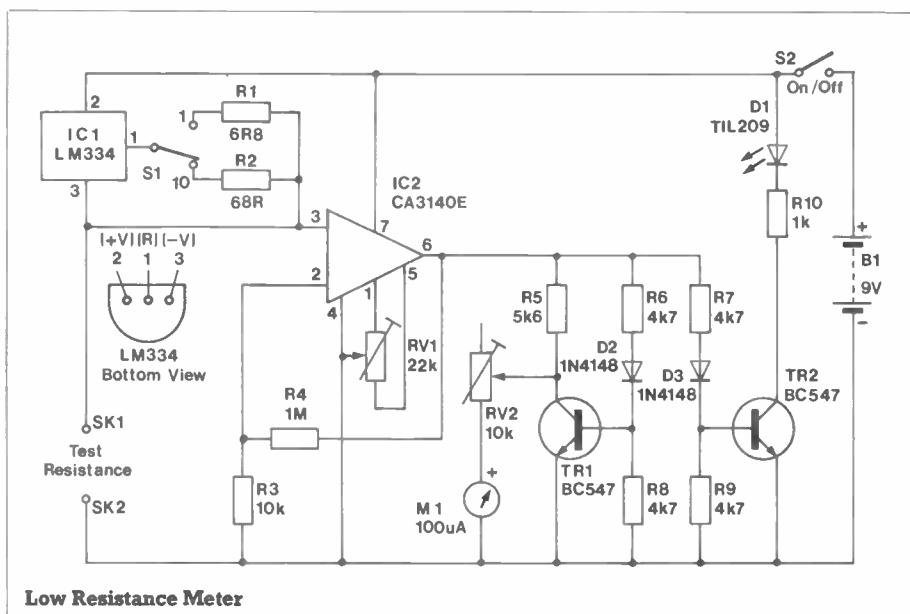 S2
On/Off
2
R1
6R8
D1
TIL209
IC1
LM334
1
1
S1
10
R2
68R
3
IC2
CA3140E
R10
1k
3
7
6
2
5
1
4
(+V) (R) (-V)
2 1 3
+
B1
9V
-
R5
5k6
R6
4k7
R7
4k7
RV1
22k
LM334
Bottom View
D2
1N4148
D3
1N4148
TR2
BC547
R4
1M
RV2
10k
SK1
Test
Resistance
SK2
TR1
BC547
+
R3
10k
M1
100uA
R8
4k7
R9
4k7
Low Resistance Meter